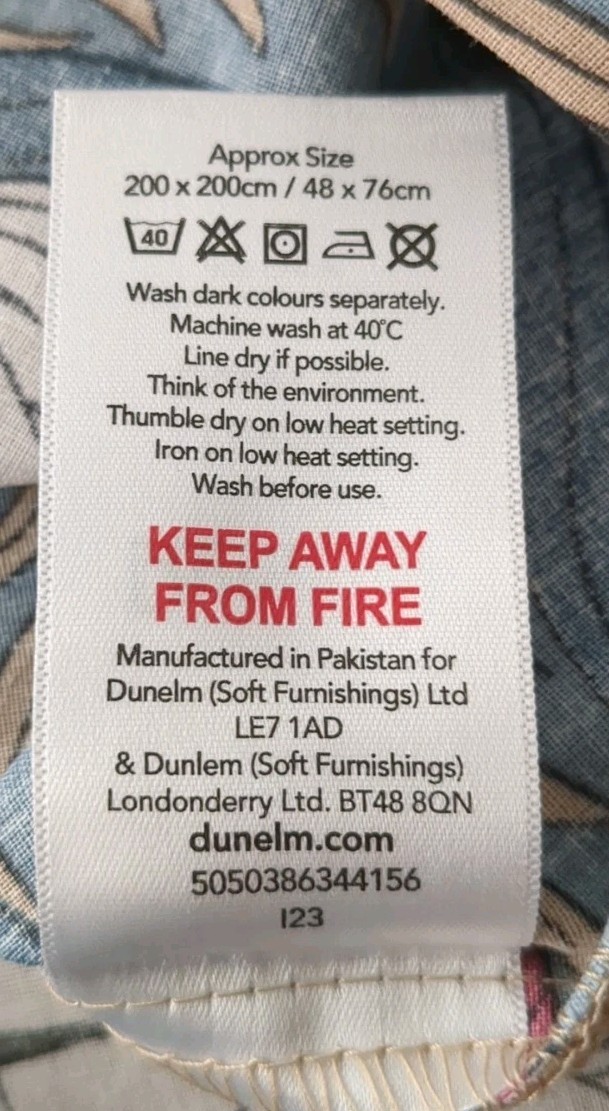 Approx Size
200 x 200cm / 48 x 76cm
40
Wash dark colours separately.
Machine wash at 40°C
Line dry if possible.
Think of the environment.
Thumble dry on low heat setting.
Iron on low heat setting.
Wash before use.
KEEP AWAY
FROM FIRE
Manufactured in Pakistan for
Dunelm (Soft Furnishings) Ltd
LE7 1AD
& Dunlem (Soft Furnishings)
Londonderry Ltd. BT48 8QN
dunelm.com
5050386344156
I23